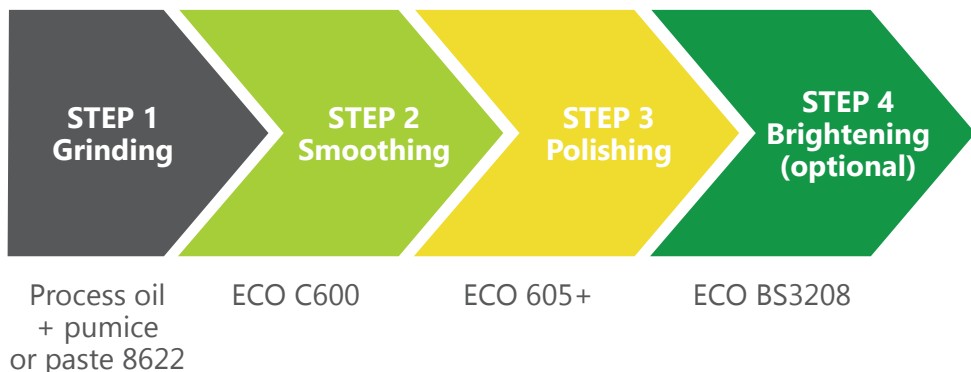 STEP 1
Grinding
STEP 2
Smoothing
STEP 3
Polishing
STEP 4
Brightening
(optional)
Process oil
+ pumice
or paste 8622
ECO C600
ECO 605+
ECO BS3208